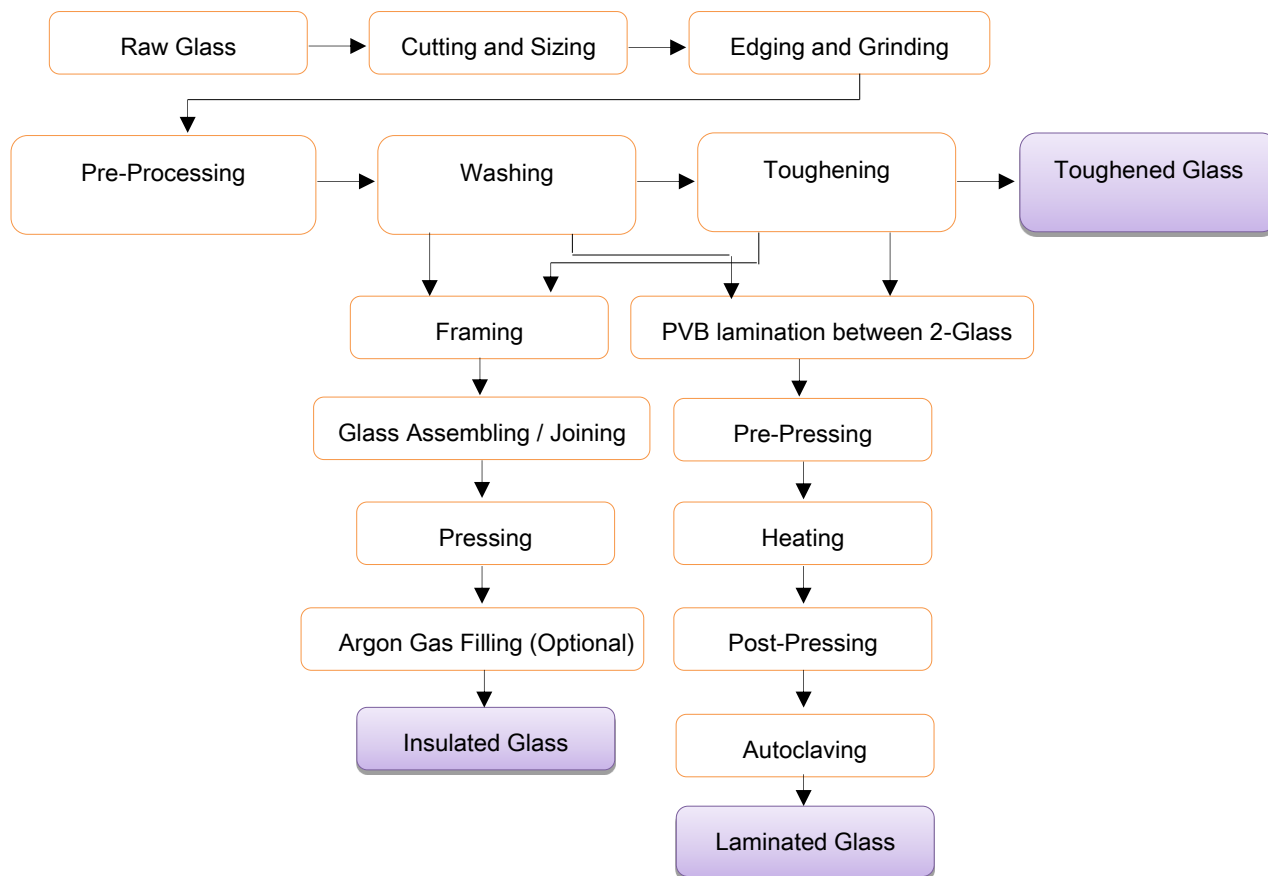 Raw Glass
Cutting and Sizing
Edging and Grinding
Pre-Processing
Washing
Toughening
Toughened Glass
Framing
PVB lamination between 2-Glass
Glass Assembling / Joining
Pre-Pressing
Pressing
Heating
Argon Gas Filling (Optional)
Post-Pressing
Insulated Glass
Autoclaving
Laminated Glass